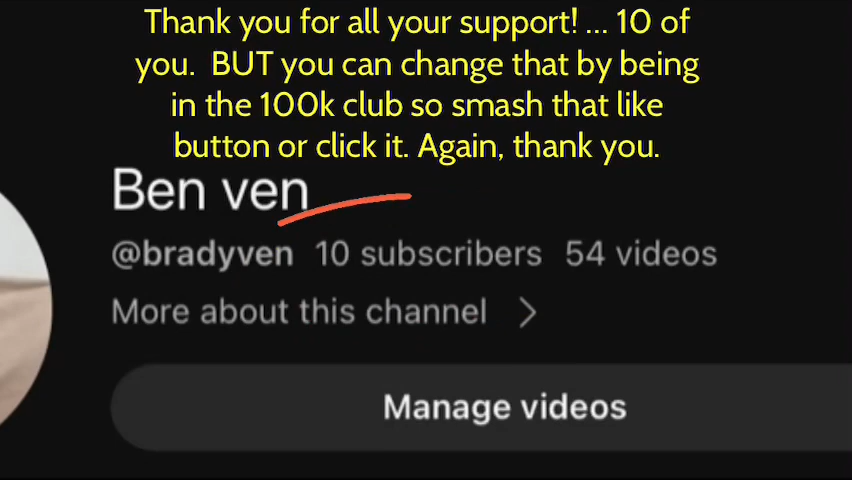 Thank you for all your support! ... 10 of
you. BUT you can change that by being
in the 100k club so smash that like
button or click it. Again, thank you.
Ben ven
@bradyven 10 subscribers 54 videos
More about this channel >
Manage videos